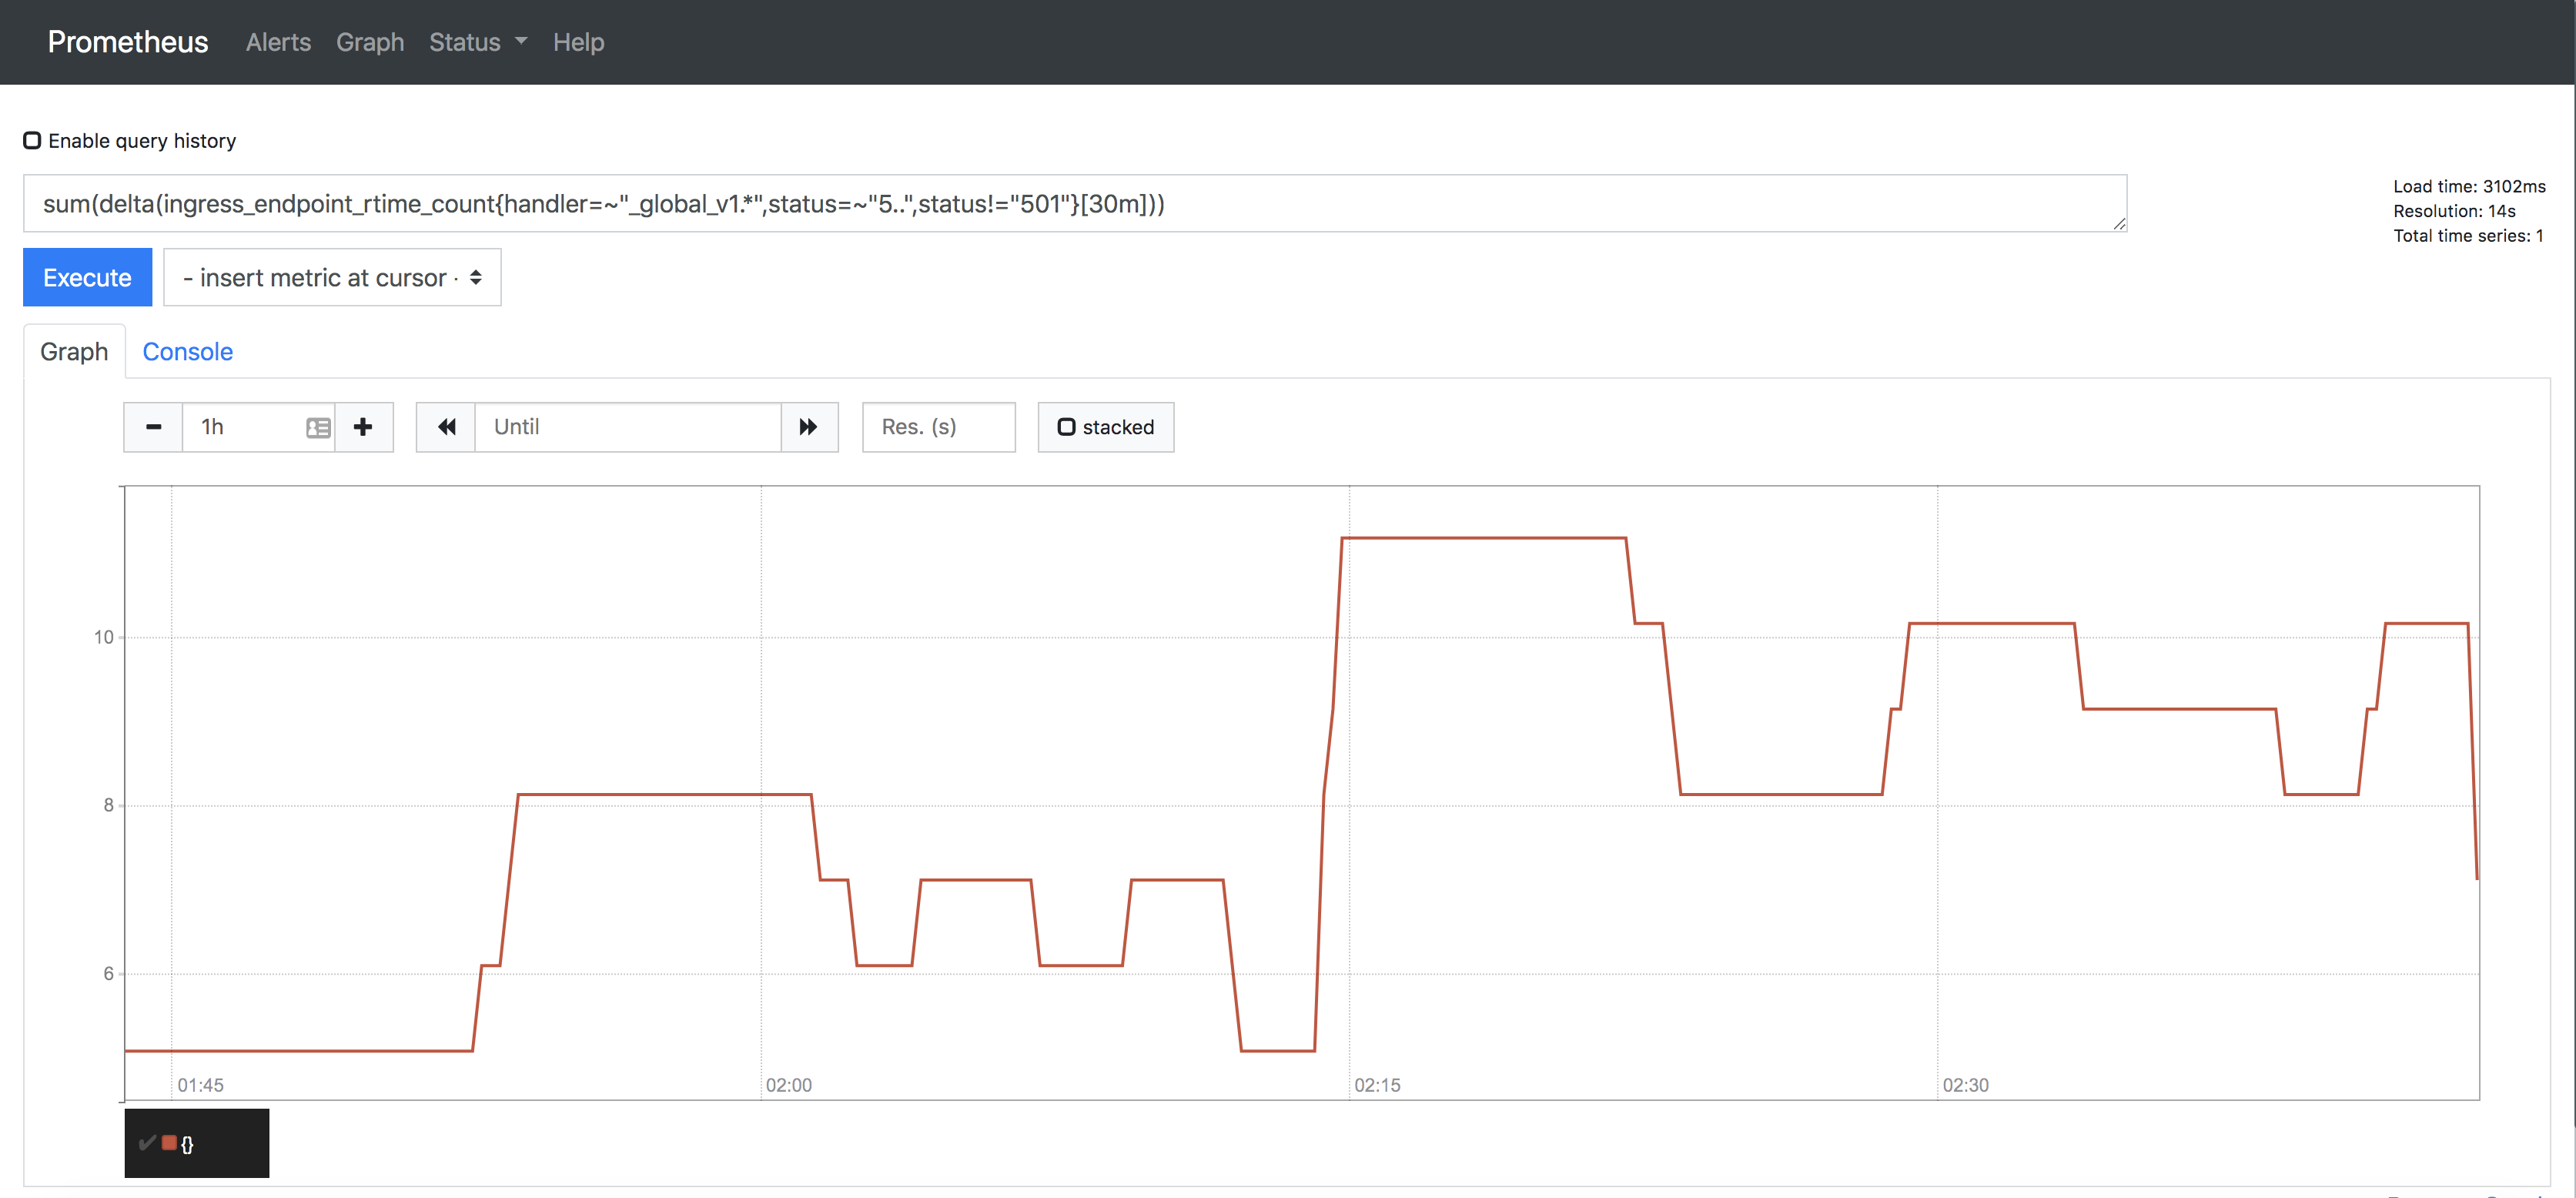 Prometheus Alerts Graph Status Help
Enable query history
sum(delta(ingress_endpoint_rtime_count{handler=~"_global_v1.*",status=~"5..",status!="501"}[30m]))
Load time: 3102ms
Resolution: 14s
Total time series: 1
Execute - insert metric at cursor -
Graph Console
1h Until Res. (s) stacked
10
8
6
01:45 02:00 02:15 02:30
{}